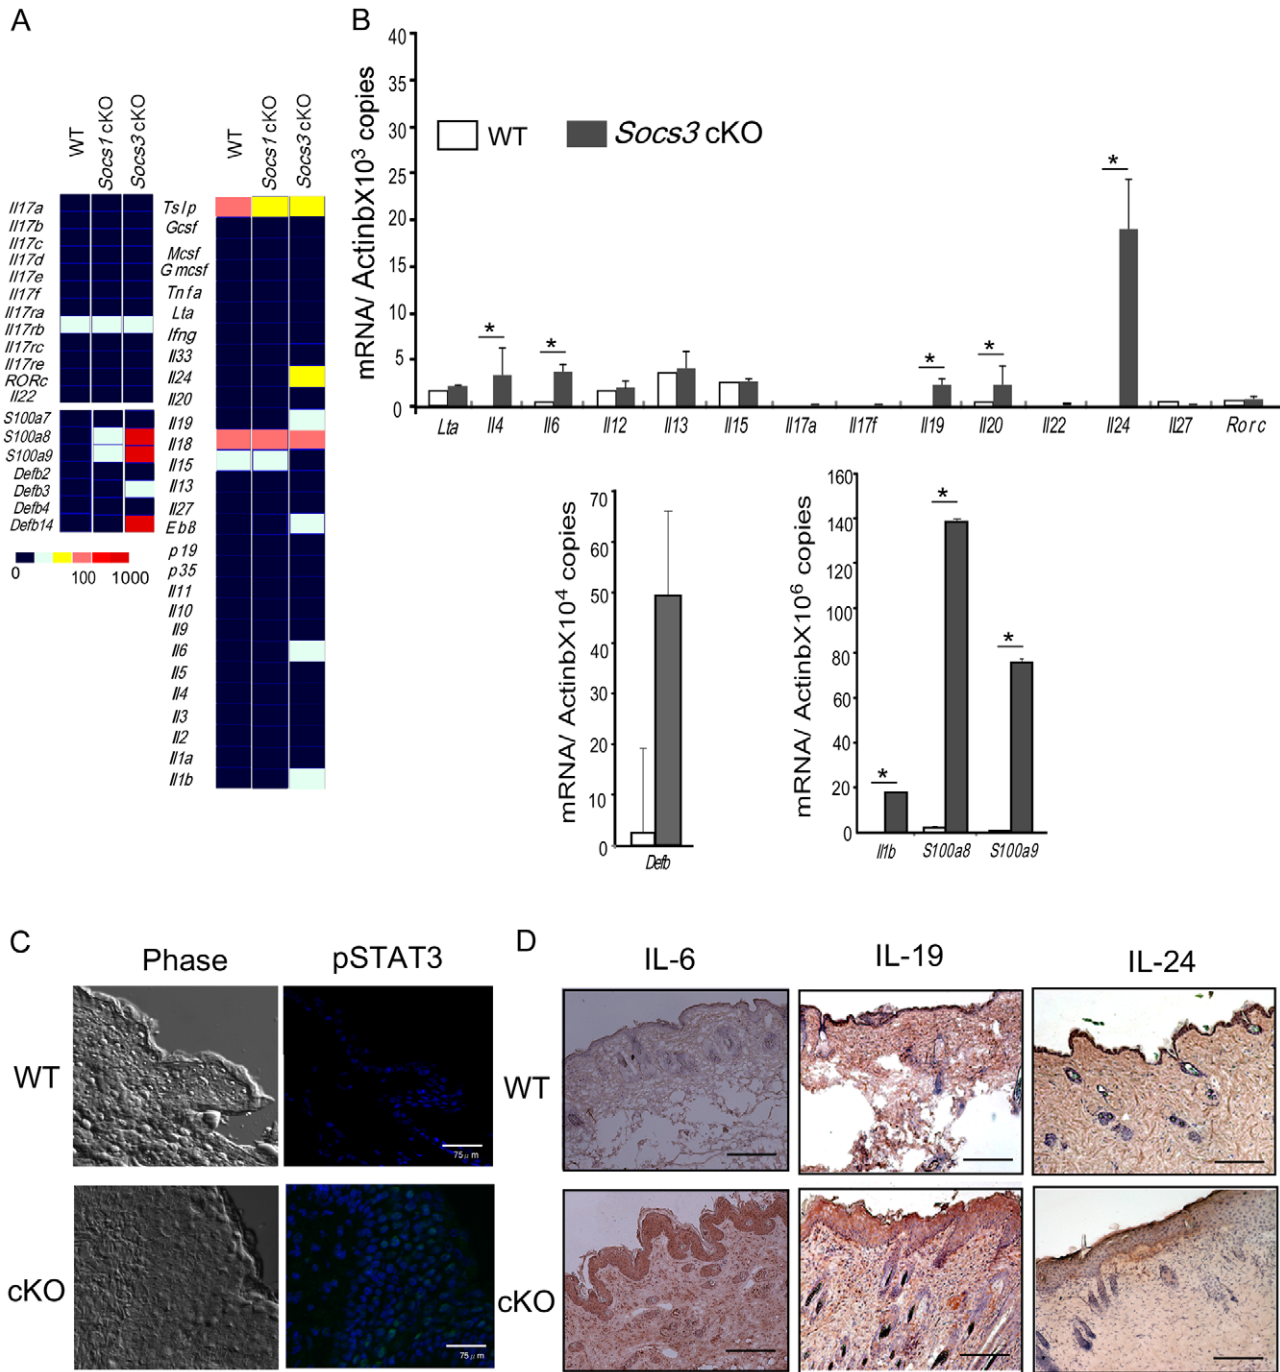 A
WT
Socs1 cKO
Socs3 cKO
Il17a
Il17b
Il17c
Il17d
Il17e
Il17f
Il17ra
Il17rb
Il17rc
Il17re
RORc
Il22
S100a7
S100a8
S100a9
Defb2
Defb3
Defb4
Defb14
0 100 1000
WT
Socs1 cKO
Socs3 cKO
Tslp
Gcsf
Mcsf
Gmcsf
Tnfa
Lta
Ifng
Il33
Il24
Il20
Il19
Il18
Il15
Il13
Il27
EbB
p19
p35
Il11
Il10
Il9
Il6
Il5
Il4
Il3
Il2
Il1a
Il1b
B
mRNA/ ActinbX10³ copies
40
35
30
25
20
15
10
5
0
WT
Socs3 cKO
* * * * *
Lta Il4 Il6 Il12 Il13 Il15 Il17a Il17f Il19 Il20 Il22 Il24 Il27 Rorc
mRNA/ ActinbX10⁴ copies
70
60
50
40
30
20
10
0
Defb
mRNA/ ActinbX10⁶ copies
160
140
120
100
80
60
40
20
0
* * *
Il1b S100a8 S100a9
C
Phase pSTAT3
WT
75μm
cKO
75μm
D
IL-6 IL-19 IL-24
WT
cKO